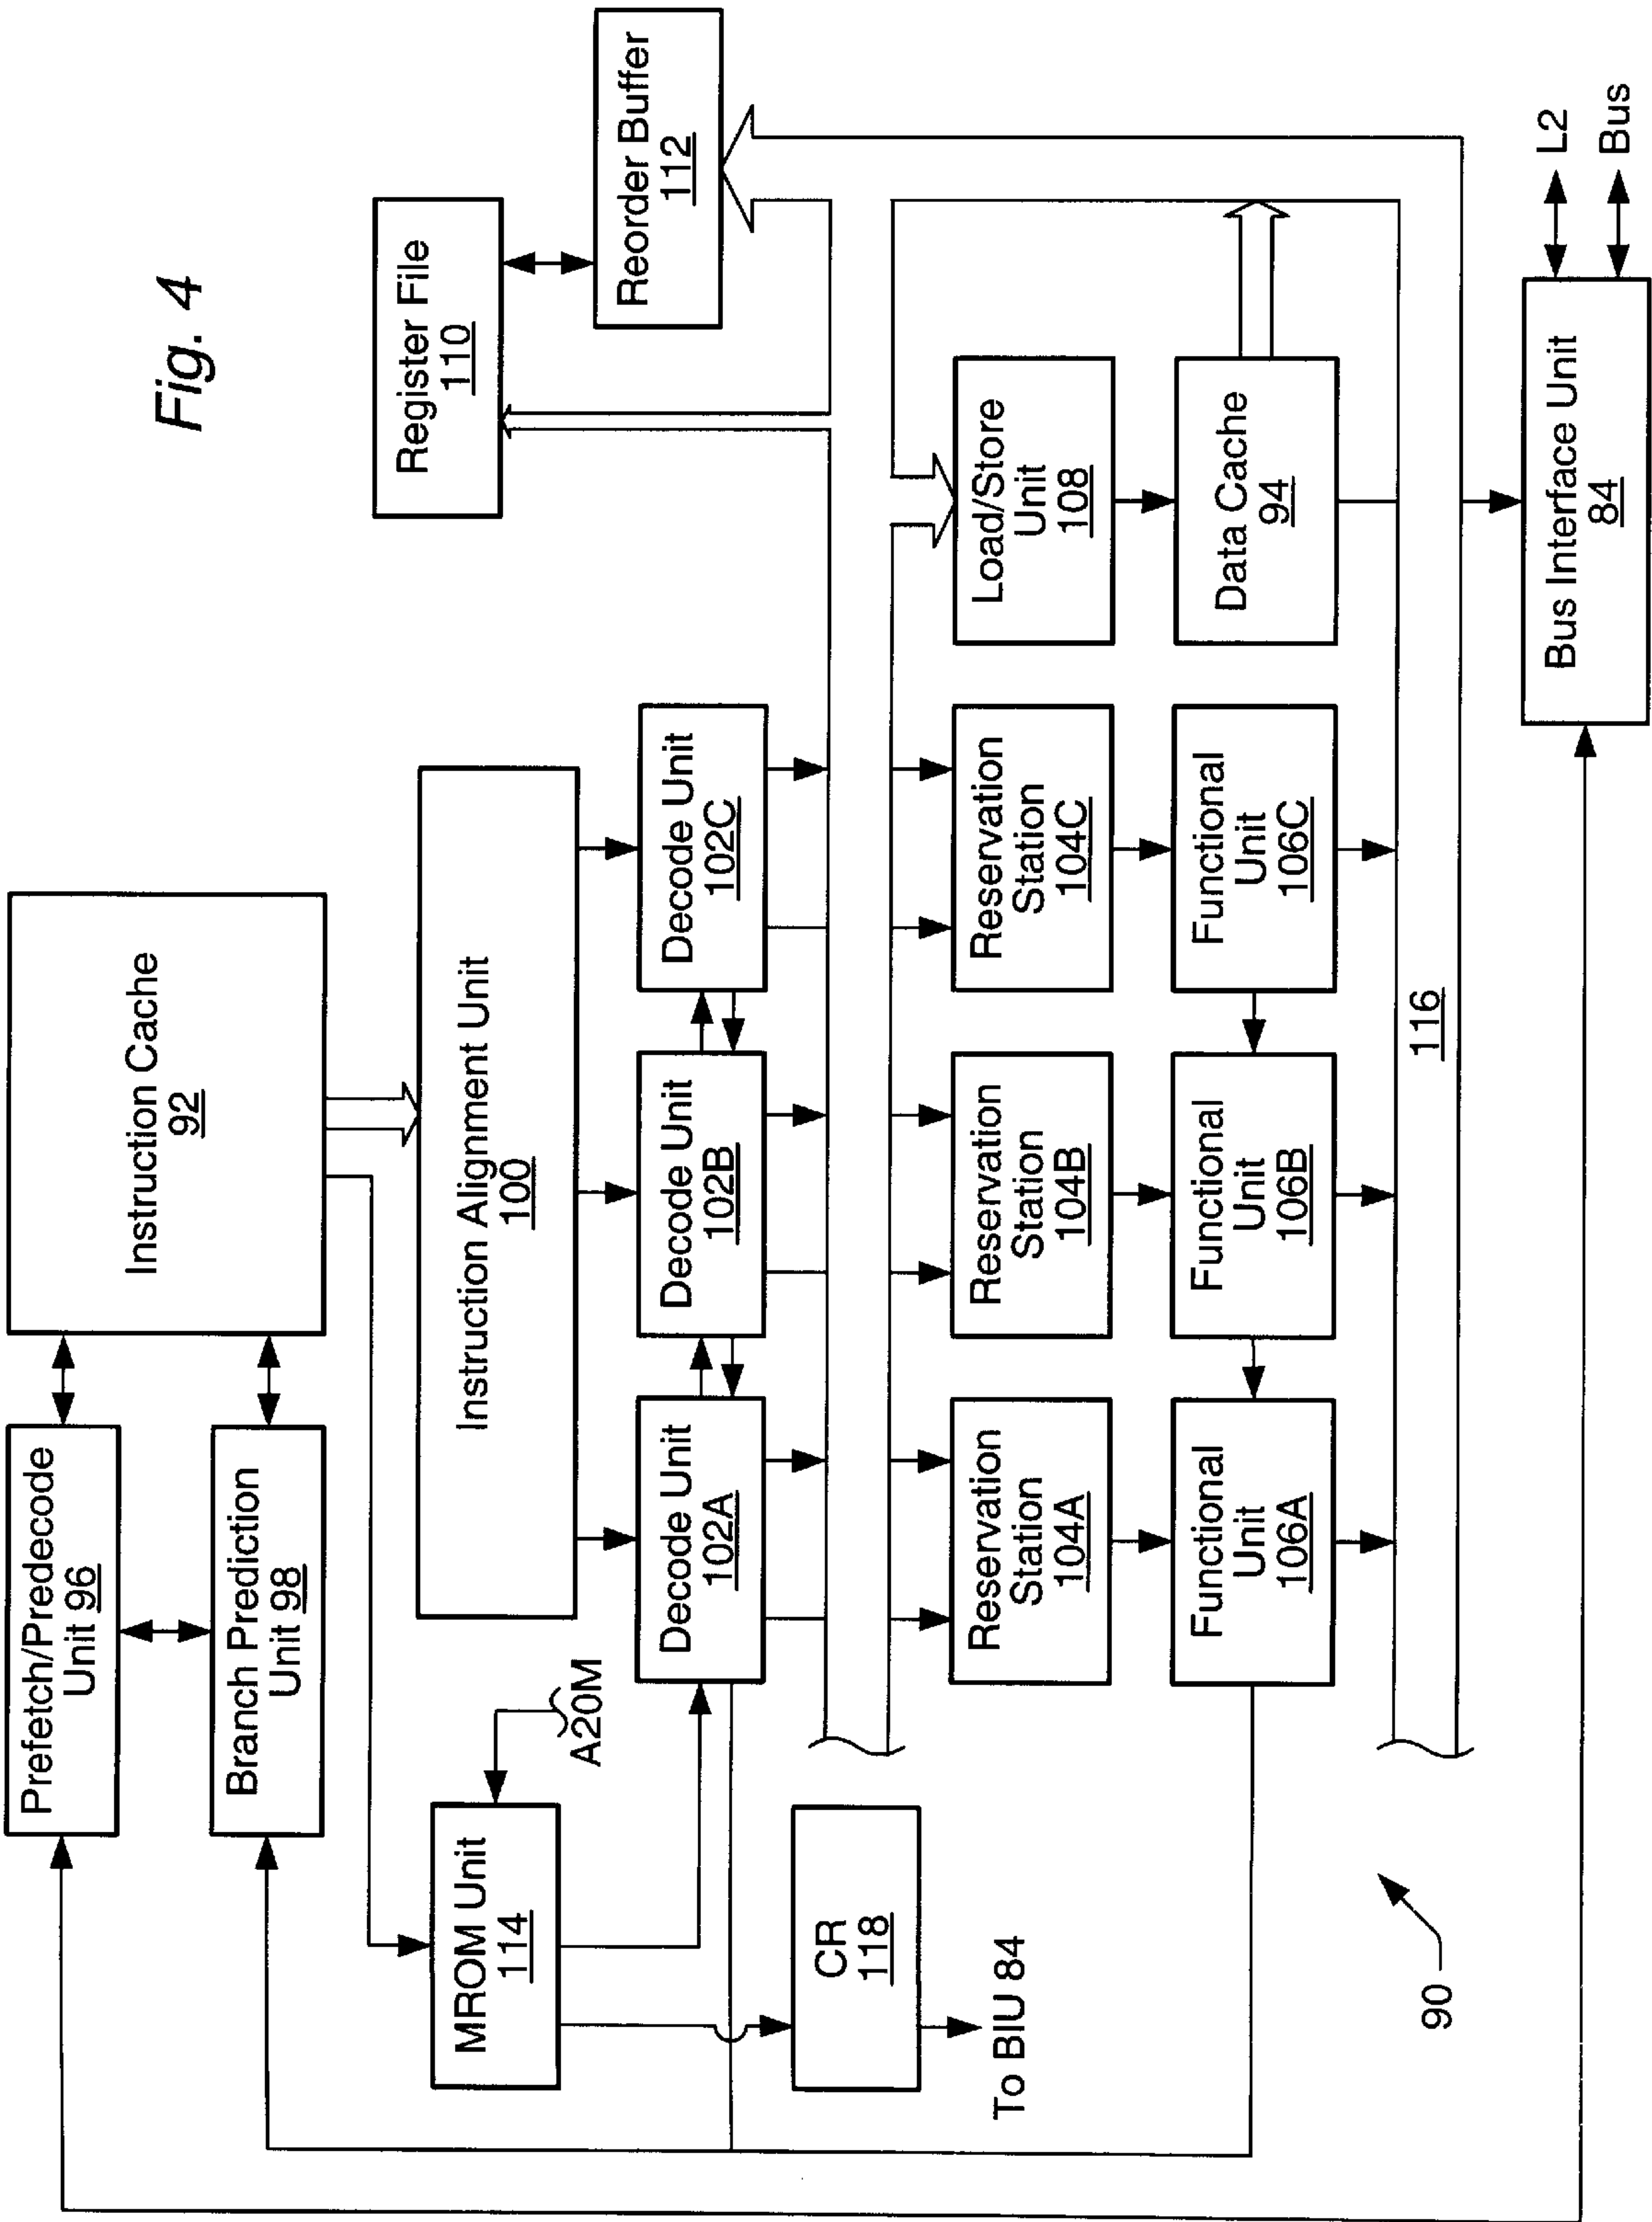 Fig. 4
Prefetch/Predecode
Unit 96
Branch Prediction
Unit 98
Instruction Cache
92
Register File
110
Reorder Buffer
112
MROM Unit
114
A20M
Instruction Alignment Unit
100
Decode Unit
102A
Decode Unit
102B
Decode Unit
102C
CR
118
To BIU 84
Reservation
Station
104A
Reservation
Station
104B
Reservation
Station
104C
Load/Store
Unit
108
Functional
Unit
106A
Functional
Unit
106B
Functional
Unit
106C
Data Cache
94
116
90
Bus Interface Unit
84
L2
Bus